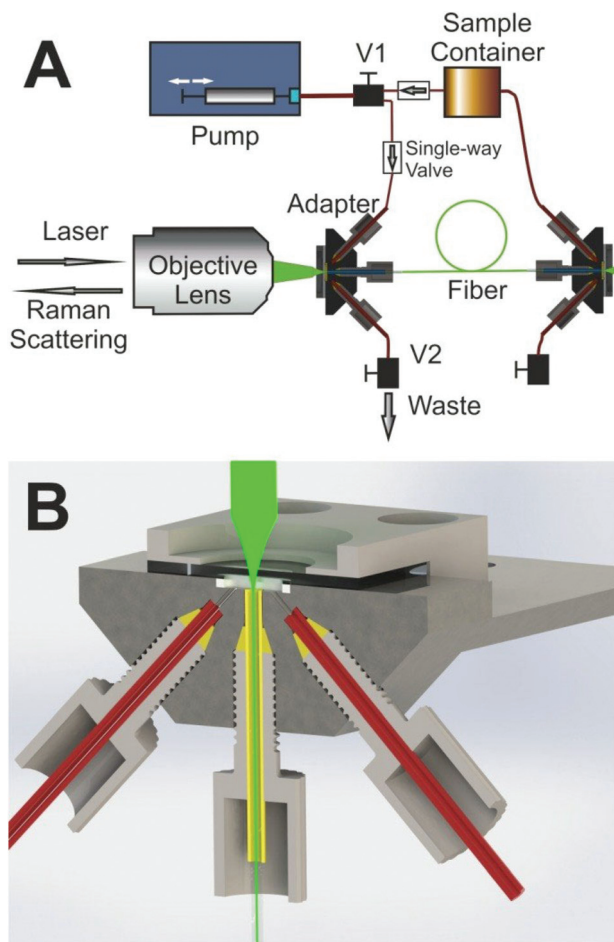 A
Pump
V1
Sample
Container
Single-way
Valve
Adapter
Laser
Objective
Lens
Raman
Scattering
Fiber
V2
Waste
B